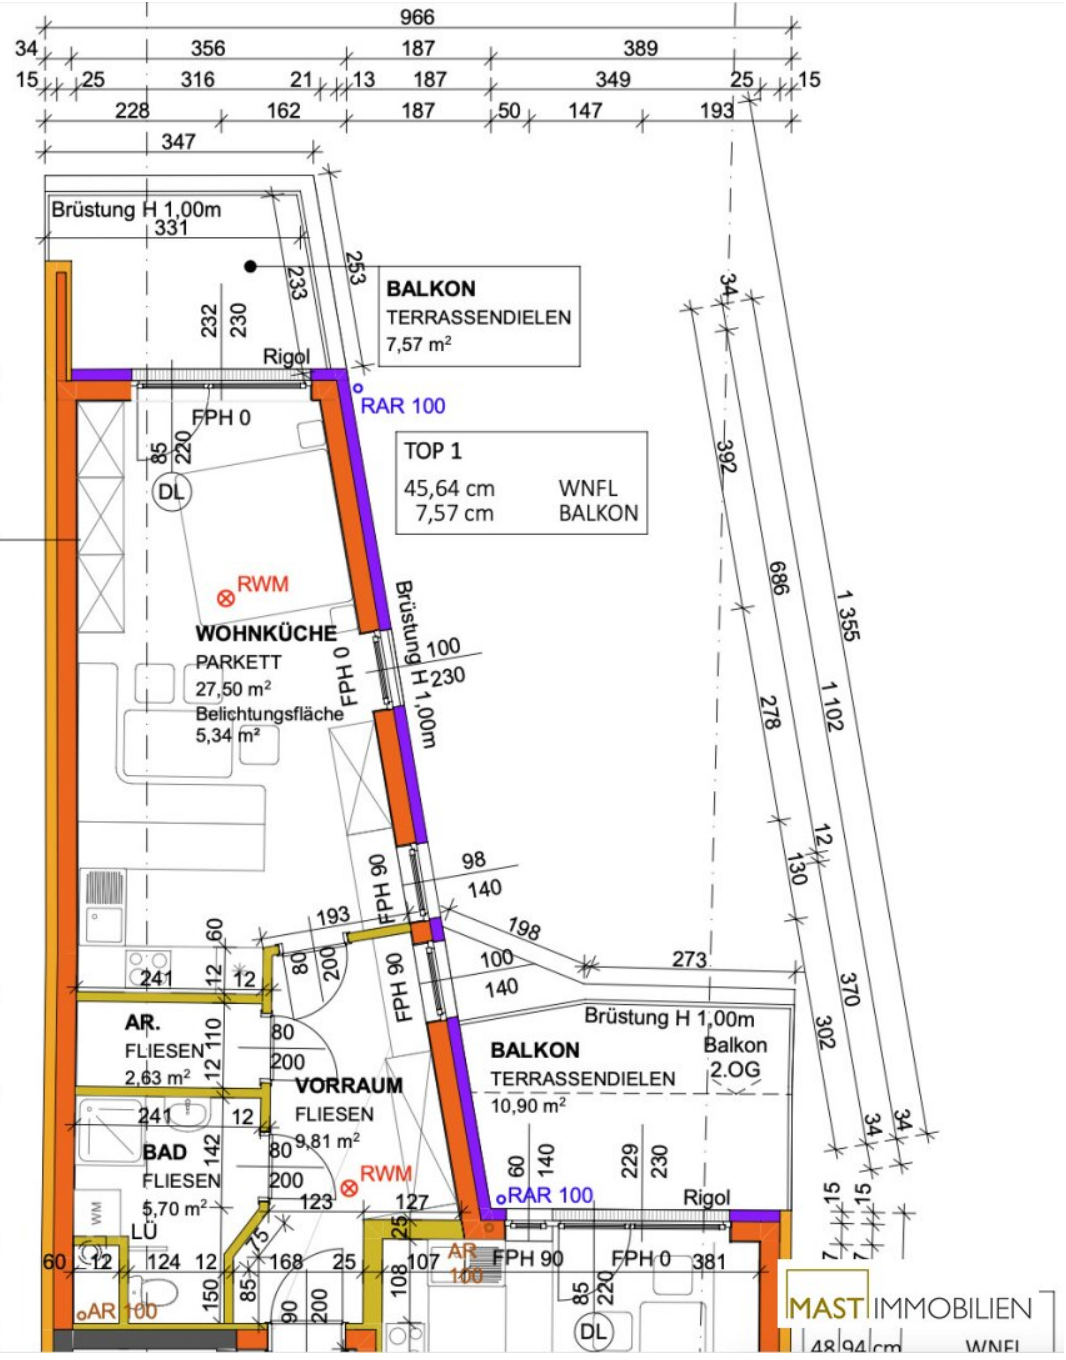 966
34 356 187 389
15 25 316 21 13 187 349 25 15
228 162 187 50 147 193
347
Brüstung H 1,00m
331
233
253
232
230
Rigol
BALKON
TERRASSENDIELEN
7,57 m²
FPH 0
85
220
DL
RAR 100
TOP 1
45,64 cm WNFL
7,57 cm BALKON
34
392
686
1 355
278
1 102
12
130
370
302
34
34
RWM
WOHNKÜCHE
PARKETT
27,50 m²
Belichtungsfläche
5,34 m²
FPH 0
Brüstung H 1,00m
100
230
FPH 90
98
140
193
80
200
60
241 12 12
198
273
FPH 90
100
140
AR.
FLIESEN
2,63 m²
110
12
80
200
VORRAUM
FLIESEN
9,81 m²
Brüstung H 1,00m
Balkon
2.OG
BALKON
TERRASSENDIELEN
10,90 m²
241 12
142
BAD
FLIESEN
5,70 m²
80
200
RWM
123 127
60
140
229
230
RAR 100
Rigol
WM
LÜ
75
25
15
15
7
7
60 12 124 12 168 25 107
AR
100
FPH 90 FPH 0 381
150
85
90
200
108
85
220
DL
AR 100
MAST IMMOBILIEN
48,94 cm WNFL